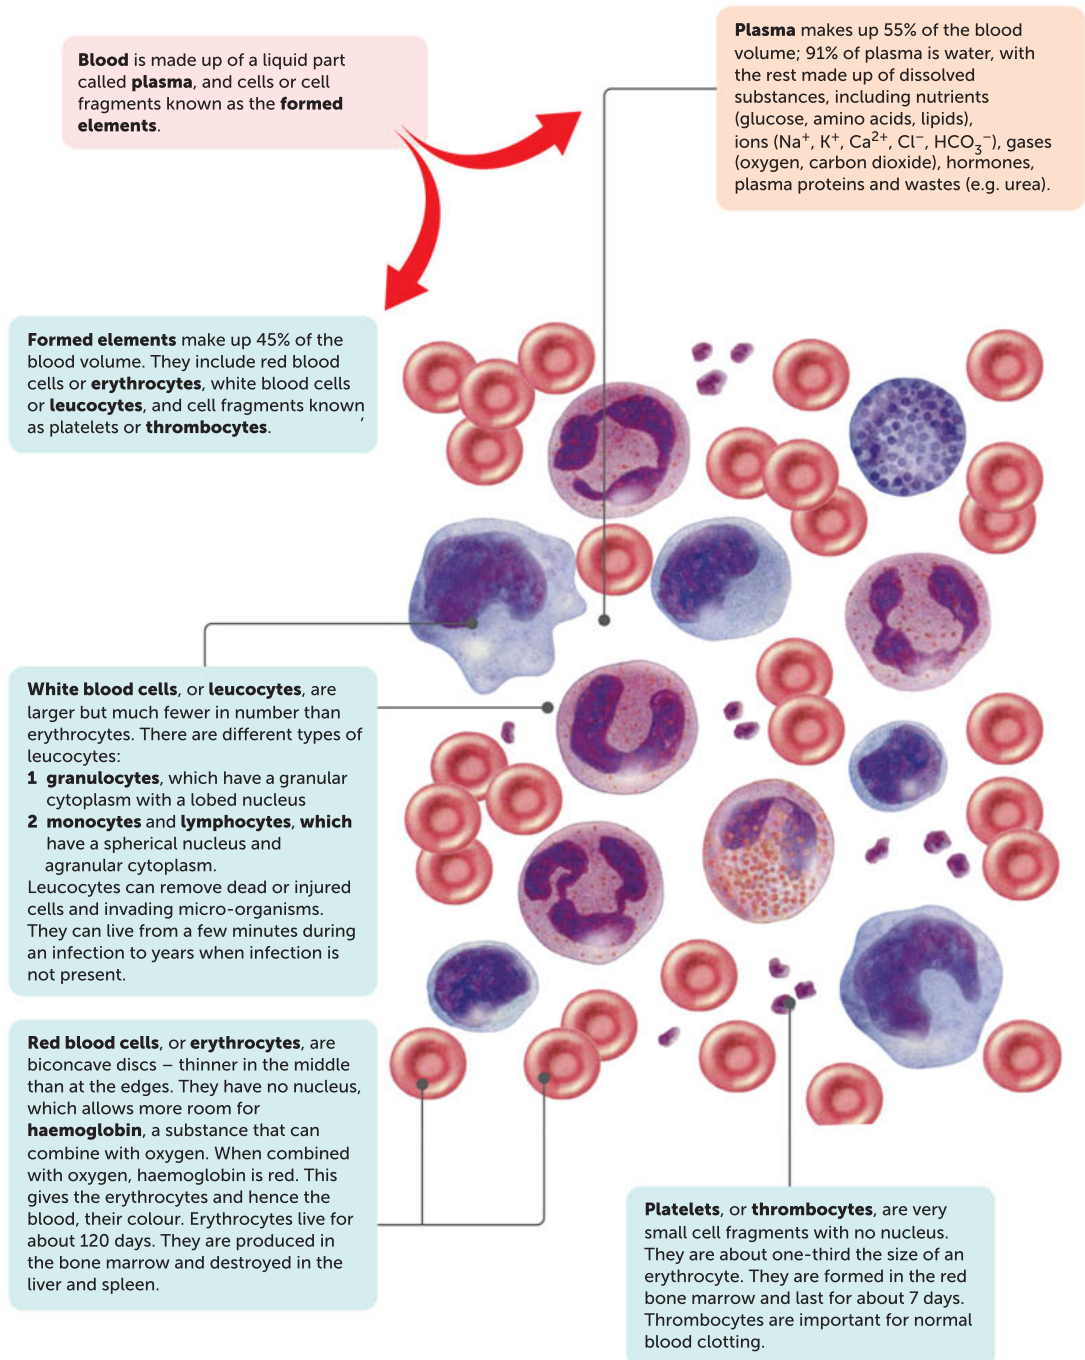 Blood is made up of a liquid part
called plasma, and cells or cell
fragments known as the formed
elements.
Plasma makes up 55% of the blood
volume; 91% of plasma is water, with
the rest made up of dissolved
substances, including nutrients
(glucose, amino acids, lipids),
ions (Na⁺, K⁺, Ca²⁺, Cl⁻, HCO₃⁻), gases
(oxygen, carbon dioxide), hormones,
plasma proteins and wastes (e.g. urea).
Formed elements make up 45% of the
blood volume. They include red blood
cells or erythrocytes, white blood cells
or leucocytes, and cell fragments known
as platelets or thrombocytes.
White blood cells, or leucocytes, are
larger but much fewer in number than
erythrocytes. There are different types of
leucocytes:
1 granulocytes, which have a granular
cytoplasm with a lobed nucleus
2 monocytes and lymphocytes, which
have a spherical nucleus and
agranular cytoplasm.
Leucocytes can remove dead or injured
cells and invading micro-organisms.
They can live from a few minutes during
an infection to years when infection is
not present.
Red blood cells, or erythrocytes, are
biconcave discs – thinner in the middle
than at the edges. They have no nucleus,
which allows more room for
haemoglobin, a substance that can
combine with oxygen. When combined
with oxygen, haemoglobin is red. This
gives the erythrocytes and hence the
blood, their colour. Erythrocytes live for
about 120 days. They are produced in
the bone marrow and destroyed in the
liver and spleen.
Platelets, or thrombocytes, are very
small cell fragments with no nucleus.
They are about one-third the size of an
erythrocyte. They are formed in the red
bone marrow and last for about 7 days.
Thrombocytes are important for normal
blood clotting.